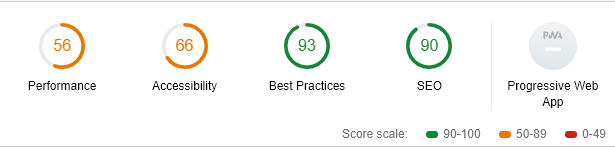 56 66 93 90 PWA
Performance Accessibility Best Practices SEO Progressive Web
App
Score scale: 90-100 50-89 0-49